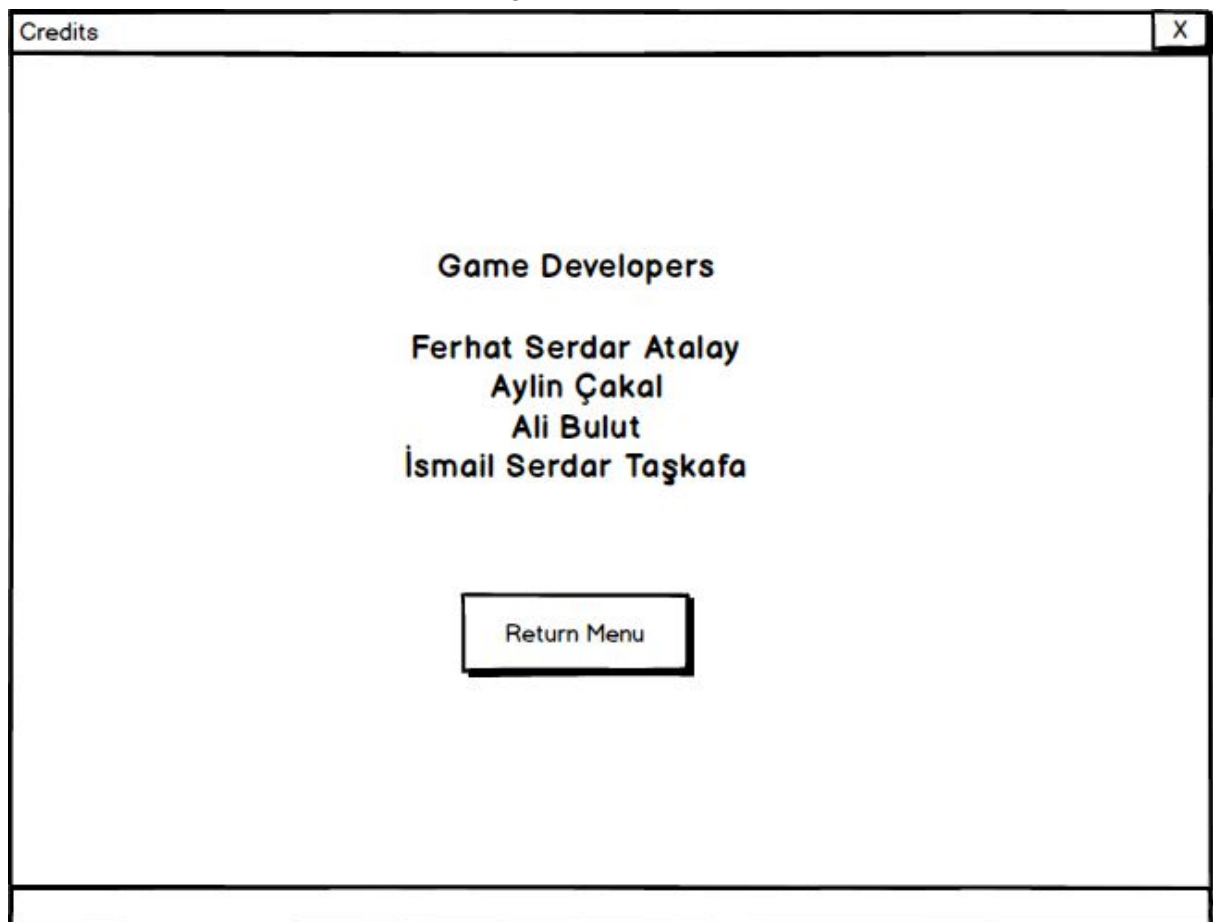 Credits
X
Game Developers
Ferhat Serdar Atalay
Aylin Çakal
Ali Bulut
İsmail Serdar Taşkafa
Return Menu